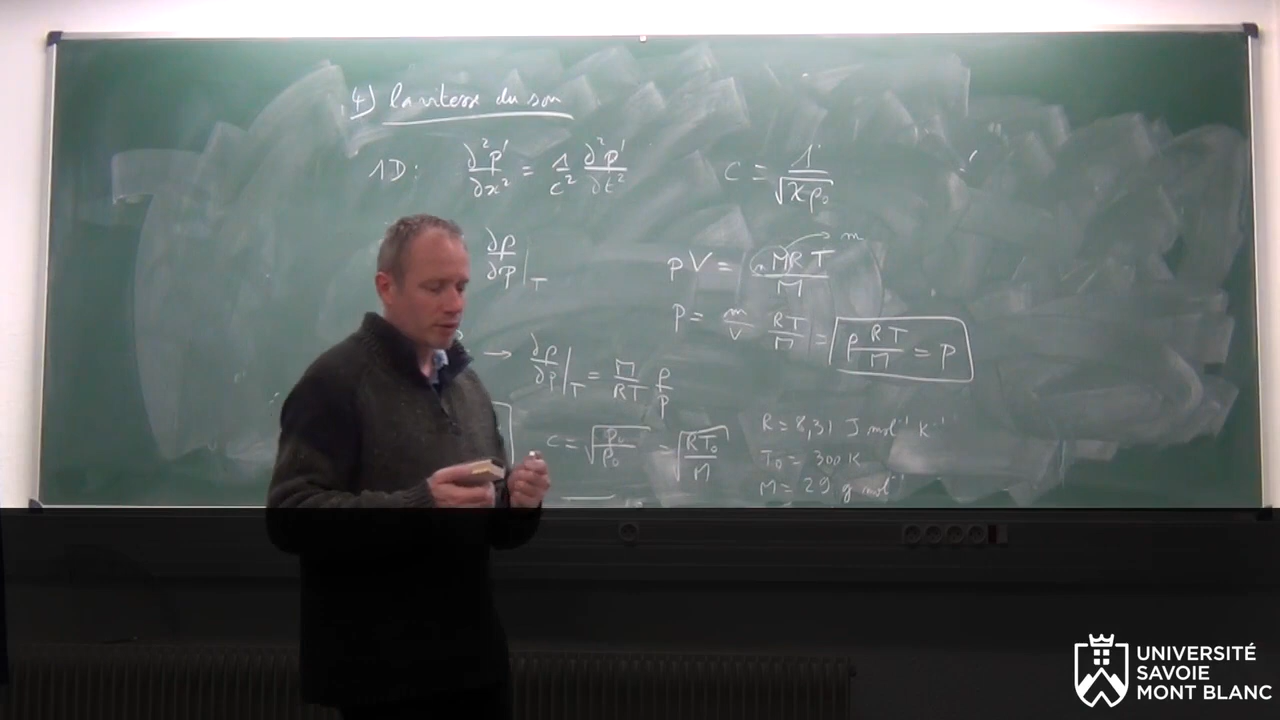 4) La vitesse du son
1D: ∂²p'/∂x² = 1/c² ∂²p'/∂t²
c = 1/√(χρ₀)
∂ρ/∂p|T
pV = nMRT/M → m
P = m/V RT/M = ρRT/M = P
→ ∂ρ/∂p|T = M/RT ρ/p
c = √(p₀/ρ₀) = √(RT₀/M)
R = 8,31 J mol⁻¹ K⁻¹
T₀ = 300 K
M = 29 g mol⁻¹
UNIVERSITÉ
SAVOIE
MONT BLANC